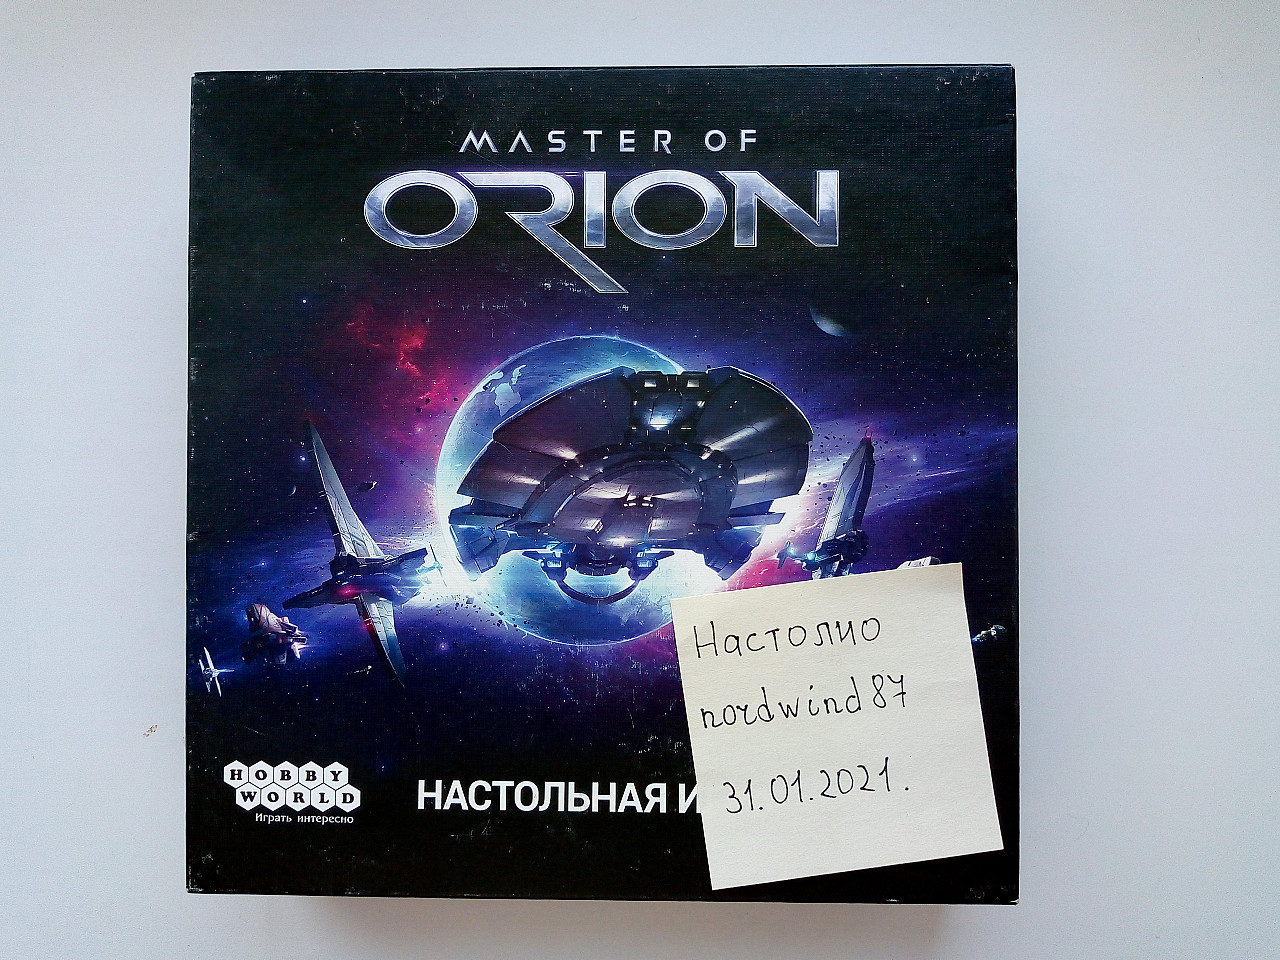 MASTER OF
ORION
HOBBY
WORLD
Играть интересно
НАСТОЛЬНАЯ И
Настолио
nordwind87
31.01.2021.